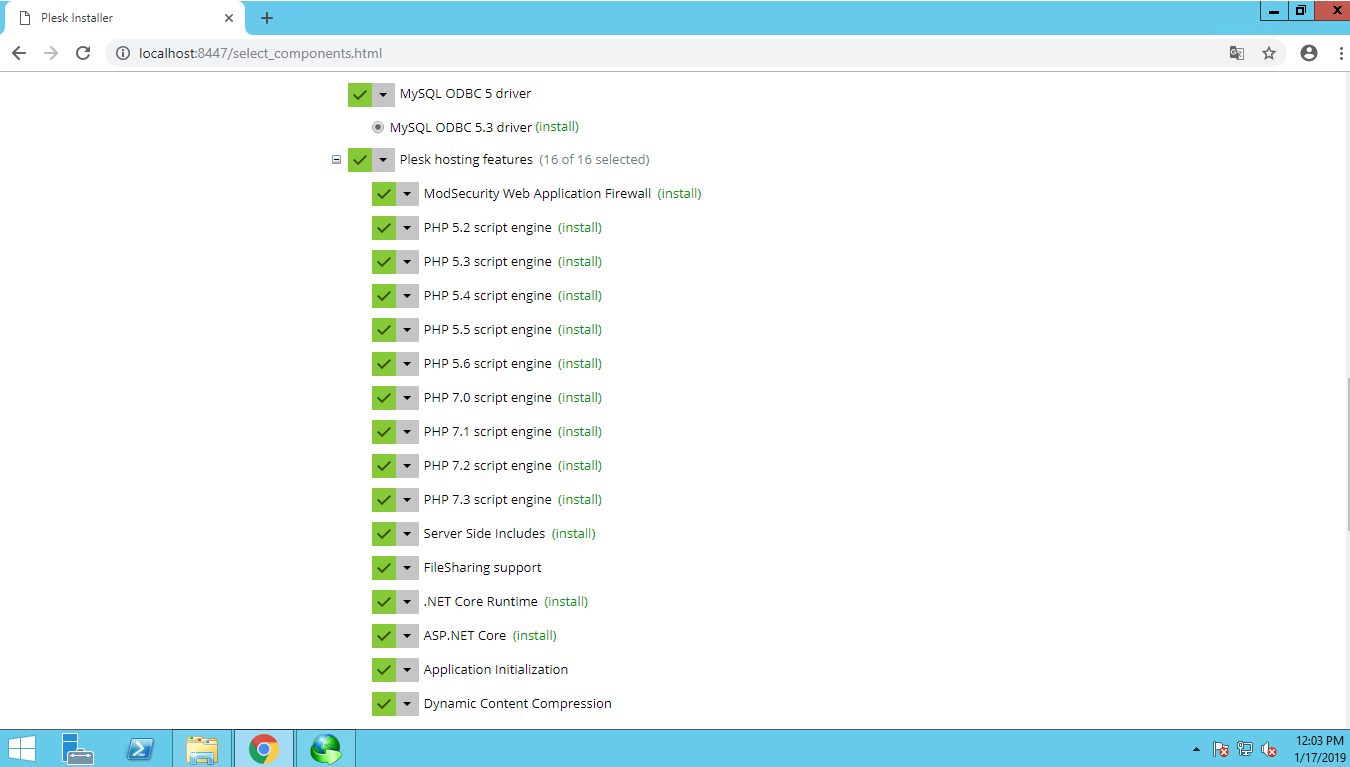 Plesk Installer
localhost:8447/select_components.html
MySQL ODBC 5 driver
MySQL ODBC 5.3 driver (install)
Plesk hosting features (16 of 16 selected)
ModSecurity Web Application Firewall (install)
PHP 5.2 script engine (install)
PHP 5.3 script engine (install)
PHP 5.4 script engine (install)
PHP 5.5 script engine (install)
PHP 5.6 script engine (install)
PHP 7.0 script engine (install)
PHP 7.1 script engine (install)
PHP 7.2 script engine (install)
PHP 7.3 script engine (install)
Server Side Includes (install)
FileSharing support
.NET Core Runtime (install)
ASP.NET Core (install)
Application Initialization
Dynamic Content Compression
12:03 PM
1/17/2019